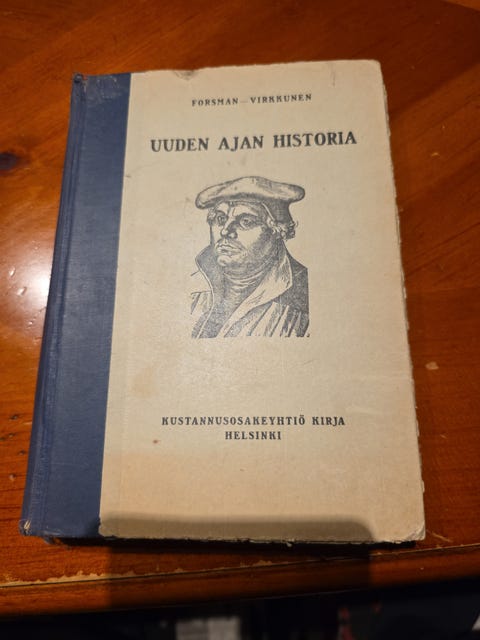 FORSMAN — VIRKKUNEN
UUDEN AJAN HISTORIA
KUSTANNUSOSAKEYHTIÖ KIRJA
HELSINKI